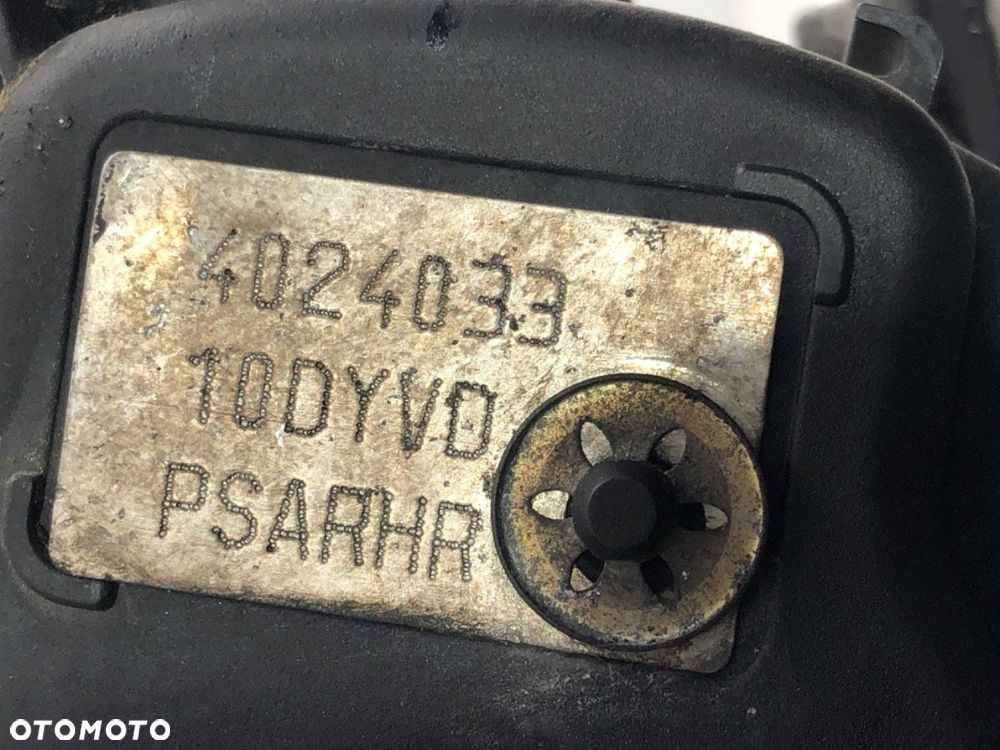 4024033
10DYVD
PSARHR
OTOMOTO